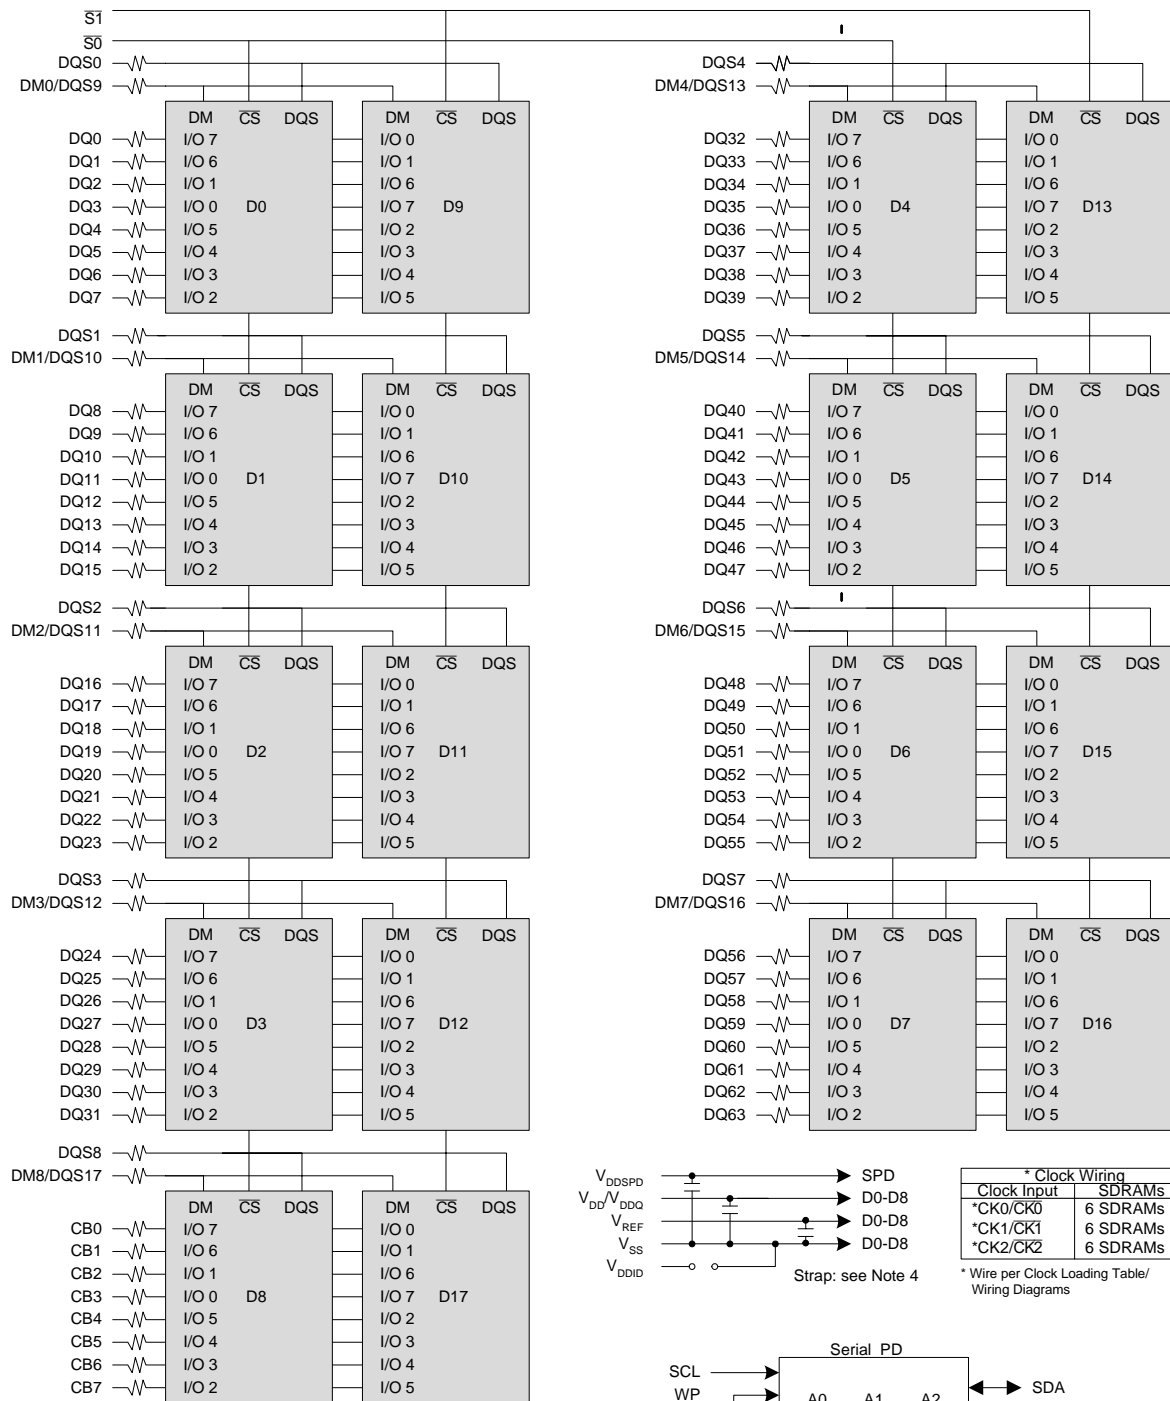 S1
S0
DQS0
DM0/DQS9
DM CS DQS DM CS DQS
DQ0 I/O 7 I/O 0
DQ1 I/O 6 I/O 1
DQ2 I/O 1 I/O 6
DQ3 I/O 0 D0 I/O 7 D9
DQ4 I/O 5 I/O 2
DQ5 I/O 4 I/O 3
DQ6 I/O 3 I/O 4
DQ7 I/O 2 I/O 5
DQS1
DM1/DQS10
DM CS DQS DM CS DQS
DQ8 I/O 7 I/O 0
DQ9 I/O 6 I/O 1
DQ10 I/O 1 I/O 6
DQ11 I/O 0 D1 I/O 7 D10
DQ12 I/O 5 I/O 2
DQ13 I/O 4 I/O 3
DQ14 I/O 3 I/O 4
DQ15 I/O 2 I/O 5
DQS2
DM2/DQS11
DM CS DQS DM CS DQS
DQ16 I/O 7 I/O 0
DQ17 I/O 6 I/O 1
DQ18 I/O 1 I/O 6
DQ19 I/O 0 D2 I/O 7 D11
DQ20 I/O 5 I/O 2
DQ21 I/O 4 I/O 3
DQ22 I/O 3 I/O 4
DQ23 I/O 2 I/O 5
DQS3
DM3/DQS12
DM CS DQS DM CS DQS
DQ24 I/O 7 I/O 0
DQ25 I/O 6 I/O 1
DQ26 I/O 1 I/O 6
DQ27 I/O 0 D3 I/O 7 D12
DQ28 I/O 5 I/O 2
DQ29 I/O 4 I/O 3
DQ30 I/O 3 I/O 4
DQ31 I/O 2 I/O 5
DQS8
DM8/DQS17
DM CS DQS DM CS DQS
CB0 I/O 7 I/O 0
CB1 I/O 6 I/O 1
CB2 I/O 1 I/O 6
CB3 I/O 0 D8 I/O 7 D17
CB4 I/O 5 I/O 2
CB5 I/O 4 I/O 3
CB6 I/O 3 I/O 4
CB7 I/O 2 I/O 5
DQS4
DM4/DQS13
DM CS DQS DM CS DQS
DQ32 I/O 7 I/O 0
DQ33 I/O 6 I/O 1
DQ34 I/O 1 I/O 6
DQ35 I/O 0 D4 I/O 7 D13
DQ36 I/O 5 I/O 2
DQ37 I/O 4 I/O 3
DQ38 I/O 3 I/O 4
DQ39 I/O 2 I/O 5
DQS5
DM5/DQS14
DM CS DQS DM CS DQS
DQ40 I/O 7 I/O 0
DQ41 I/O 6 I/O 1
DQ42 I/O 1 I/O 6
DQ43 I/O 0 D5 I/O 7 D14
DQ44 I/O 5 I/O 2
DQ45 I/O 4 I/O 3
DQ46 I/O 3 I/O 4
DQ47 I/O 2 I/O 5
DQS6
DM6/DQS15
DM CS DQS DM CS DQS
DQ48 I/O 7 I/O 0
DQ49 I/O 6 I/O 1
DQ50 I/O 1 I/O 6
DQ51 I/O 0 D6 I/O 7 D15
DQ52 I/O 5 I/O 2
DQ53 I/O 4 I/O 3
DQ54 I/O 3 I/O 4
DQ55 I/O 2 I/O 5
DQS7
DM7/DQS16
DM CS DQS DM CS DQS
DQ56 I/O 7 I/O 0
DQ57 I/O 6 I/O 1
DQ58 I/O 1 I/O 6
DQ59 I/O 0 D7 I/O 7 D16
DQ60 I/O 5 I/O 2
DQ61 I/O 4 I/O 3
DQ62 I/O 3 I/O 4
DQ63 I/O 2 I/O 5
VDDSPD SPD
VDD/VDDQ D0-D8
VREF D0-D8
VSS D0-D8
VDDID
Strap: see Note 4
* Clock Wiring
Clock Input SDRAMs
*CK0/CK0 6 SDRAMs
*CK1/CK1 6 SDRAMs
*CK2/CK2 6 SDRAMs
* Wire per Clock Loading Table/
Wiring Diagrams
Serial PD
SCL
WP
A0 A1 A2
SDA